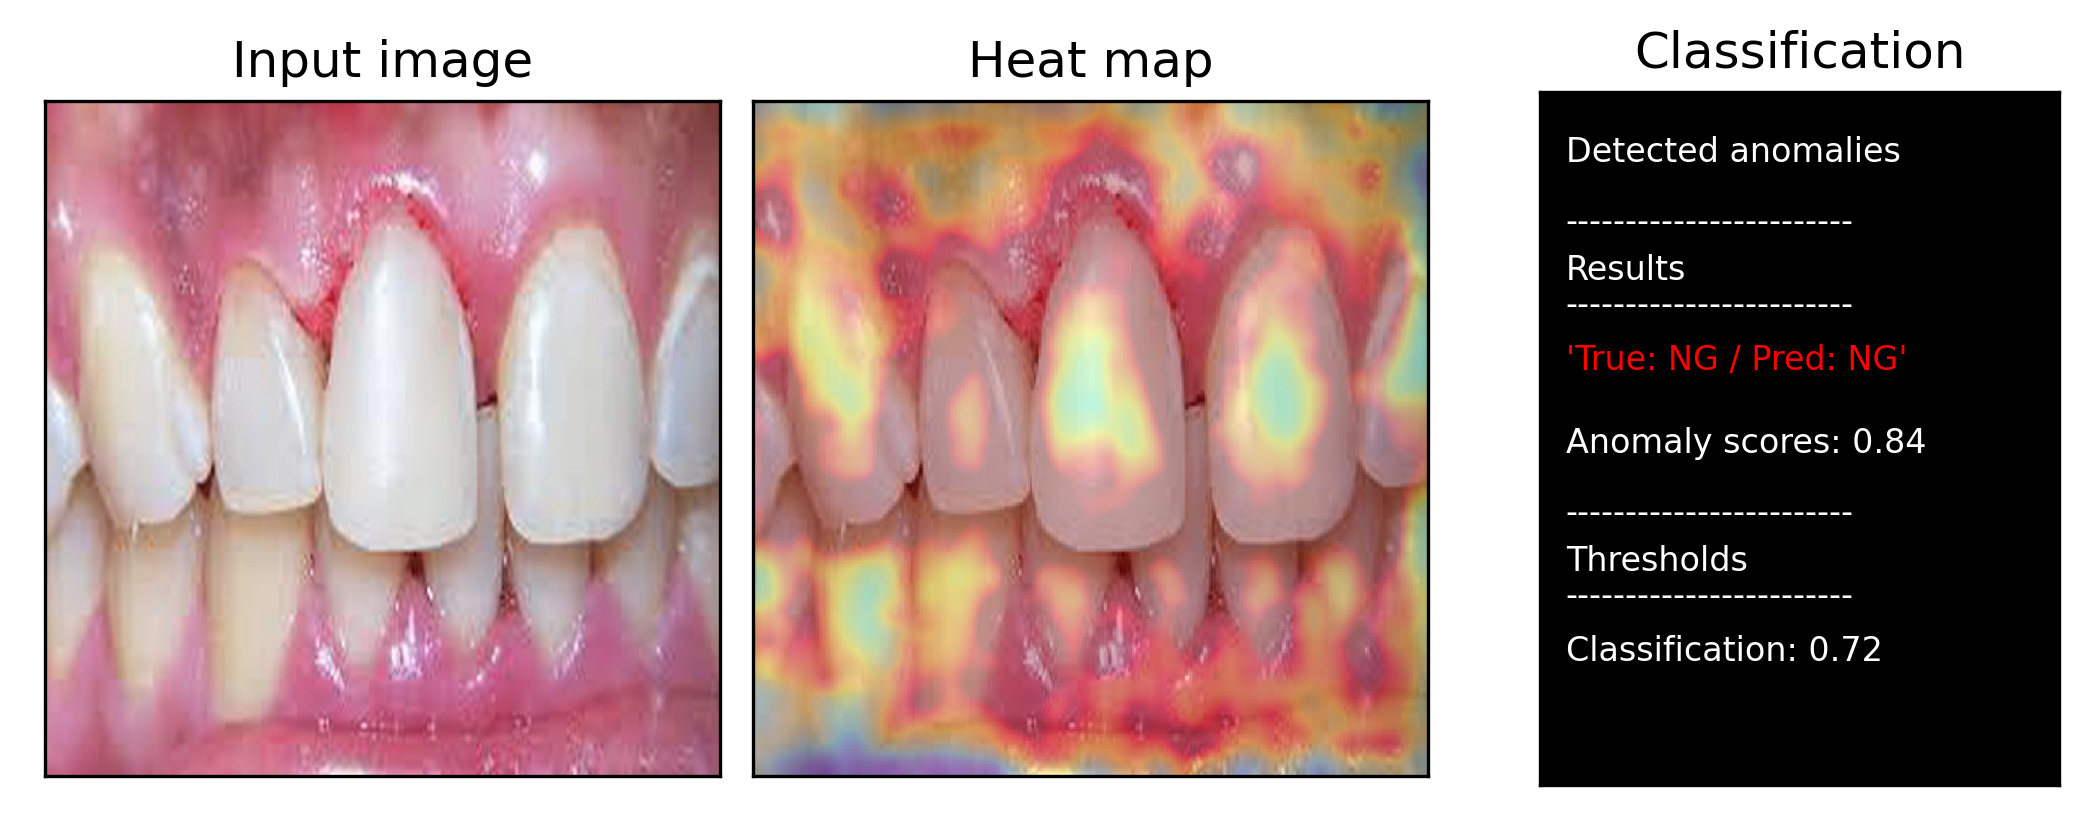 Input image
Heat map
Classification
Detected anomalies
------------------------
Results
------------------------
'True: NG / Pred: NG'
Anomaly scores: 0.84
------------------------
Thresholds
------------------------
Classification: 0.72